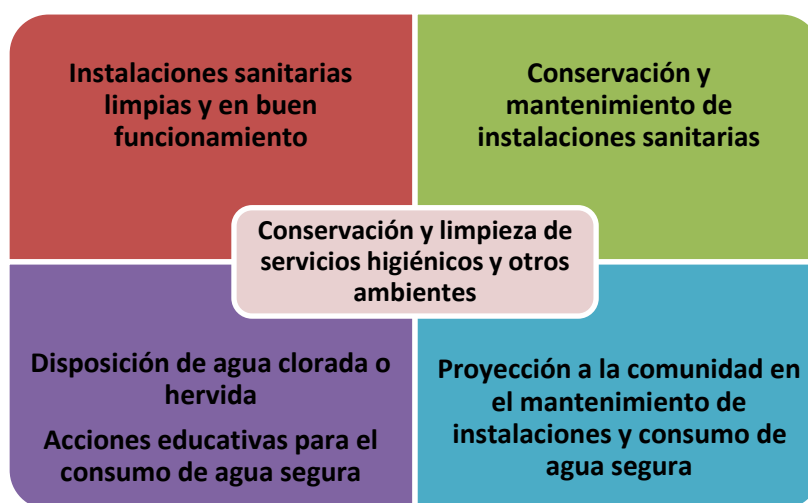 Instalaciones sanitarias
limpias y en buen
funcionamiento
Conservación y
mantenimiento de
instalaciones sanitarias
Conservación y limpieza de
servicios higiénicos y otros
ambientes
Disposición de agua clorada o
hervida
Acciones educativas para el
consumo de agua segura
Proyección a la comunidad en
el mantenimiento de
instalaciones y consumo de
agua segura